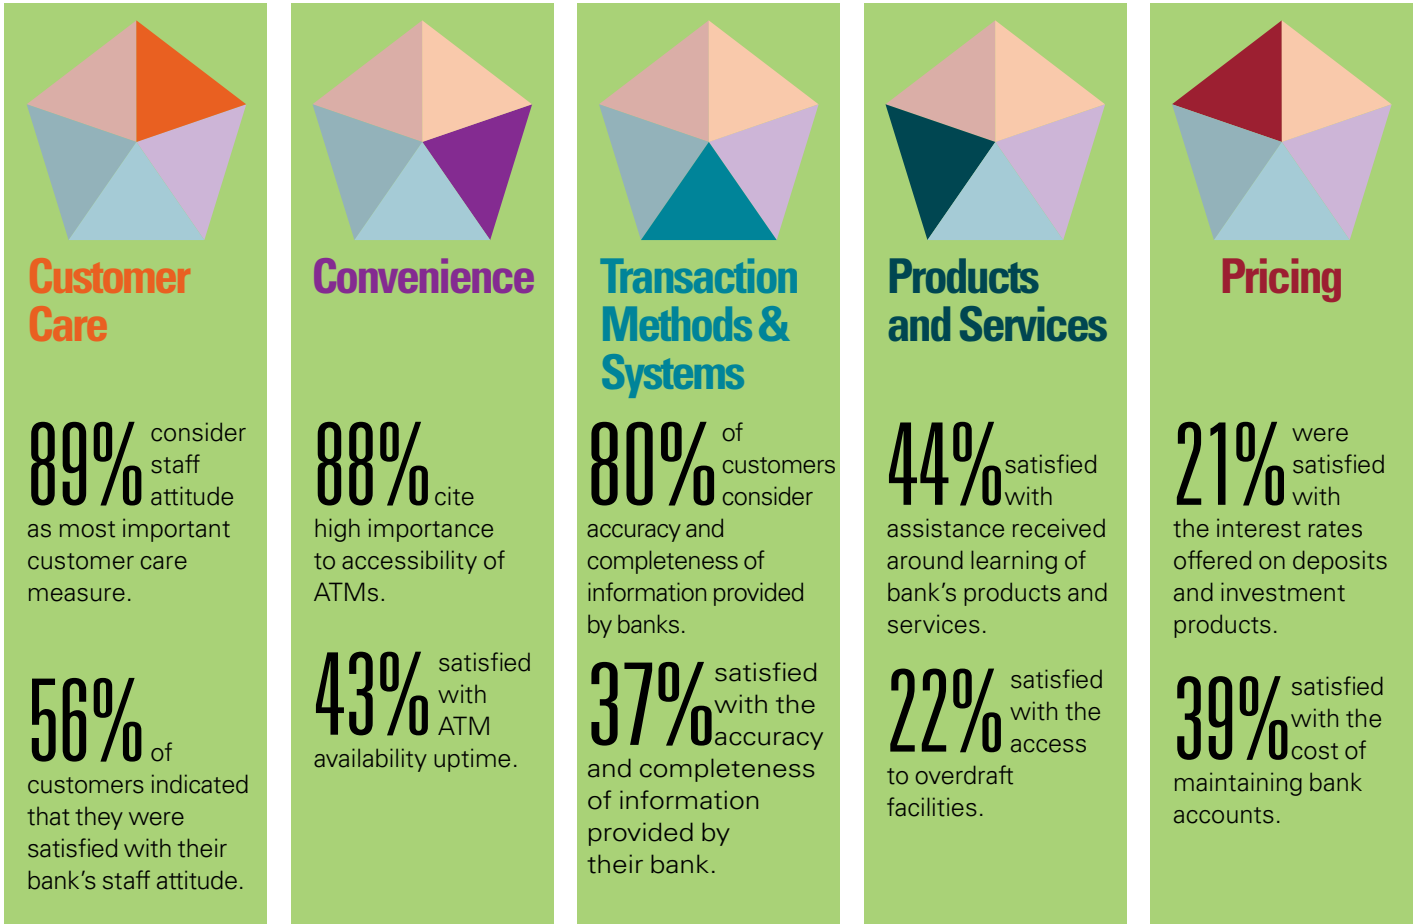 Customer
Care
89% consider
staff
attitude
as most important
customer care
measure.
56% of
customers indicated
that they were
satisfied with their
bank's staff attitude.
Convenience
88% cite
high importance
to accessibility of
ATMs.
43% satisfied
with
ATM
availability uptime.
Transaction
Methods &
Systems
80% of
customers
consider
accuracy and
completeness of
information provided
by banks.
37% satisfied
with the
accuracy
and completeness
of information
provided by
their bank.
Products
and Services
44% satisfied
with
assistance received
around learning of
bank's products and
services.
22% satisfied
with the
access
to overdraft
facilities.
Pricing
21% were
satisfied
with
the interest rates
offered on deposits
and investment
products.
39% satisfied
with the
cost of
maintaining bank
accounts.